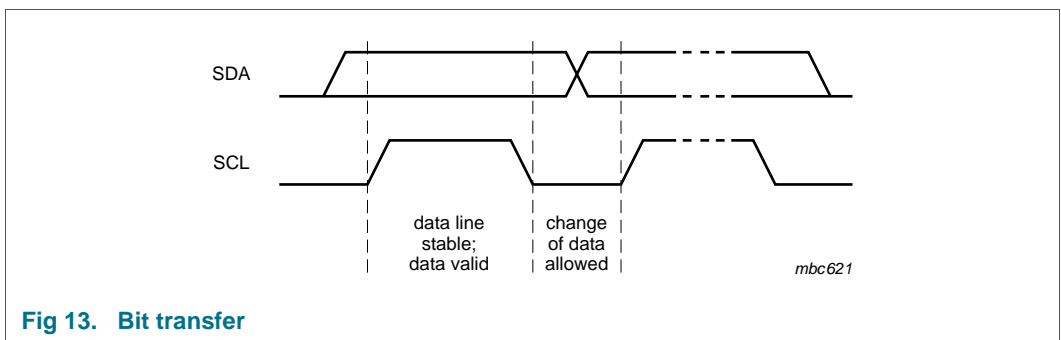 SDA
SCL
data line
stable;
data valid
change
of data
allowed
mbc621
Fig 13. Bit transfer